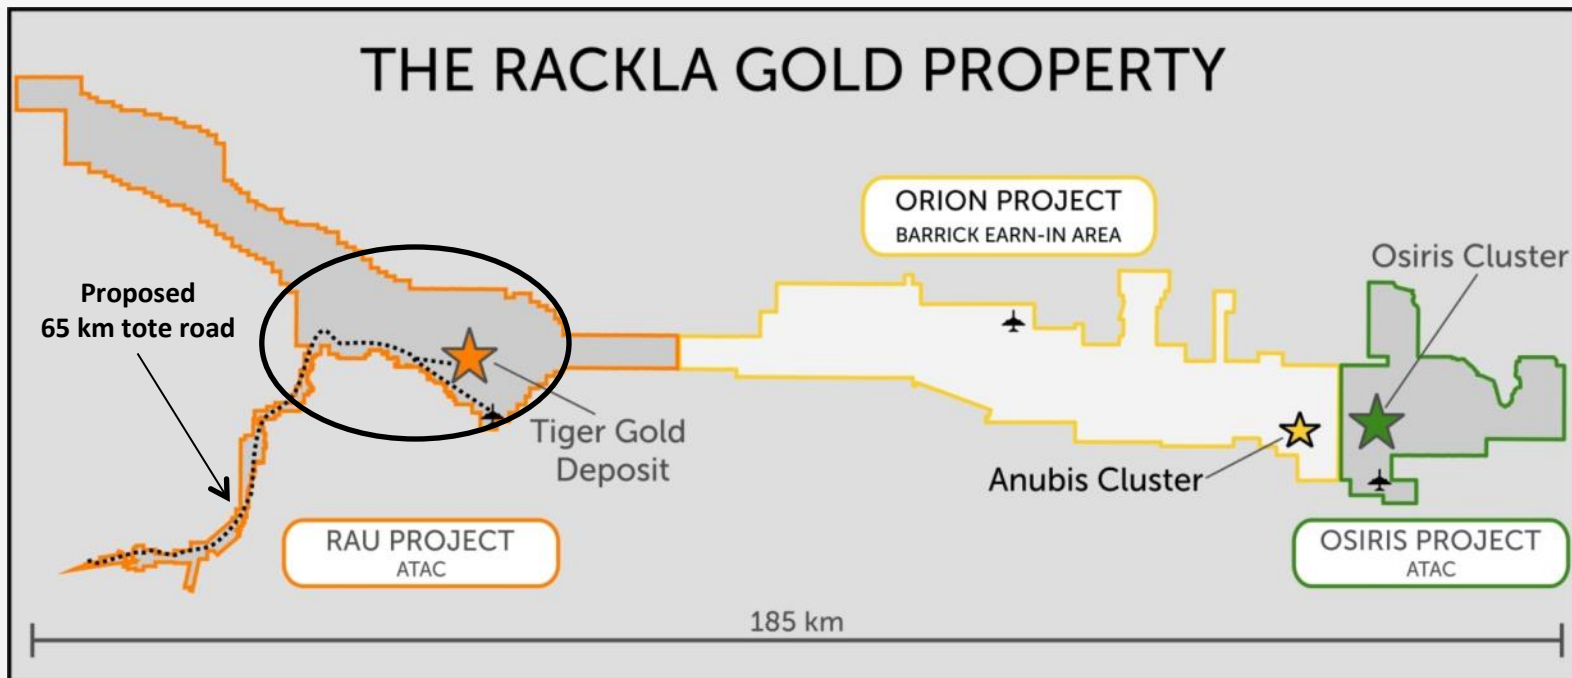 THE RACKLA GOLD PROPERTY
ORION PROJECT
BARRICK EARN-IN AREA
Osiris Cluster
Proposed
65 km tote road
Tiger Gold
Deposit
Anubis Cluster
RAU PROJECT
ATAC
OSIRIS PROJECT
ATAC
185 km